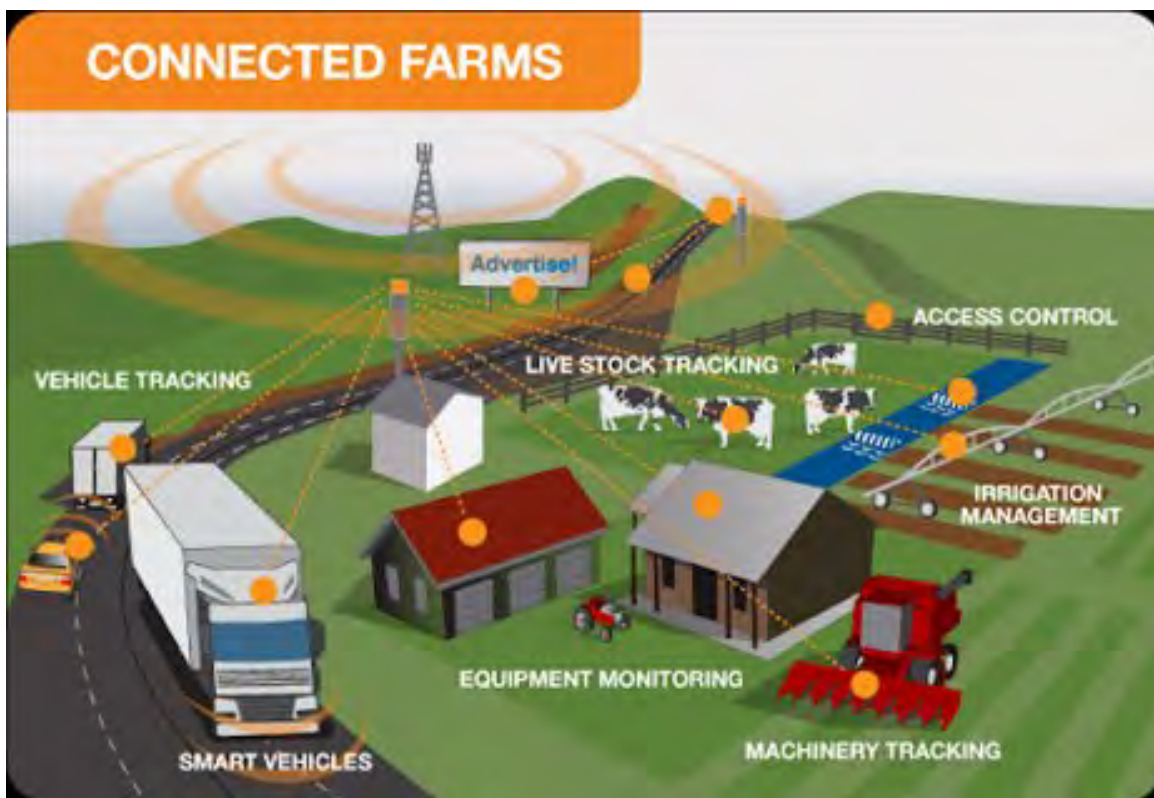 CONNECTED FARMS
Advertise!
ACCESS CONTROL
LIVE STOCK TRACKING
VEHICLE TRACKING
IRRIGATION
MANAGEMENT
EQUIPMENT MONITORING
MACHINERY TRACKING
SMART VEHICLES